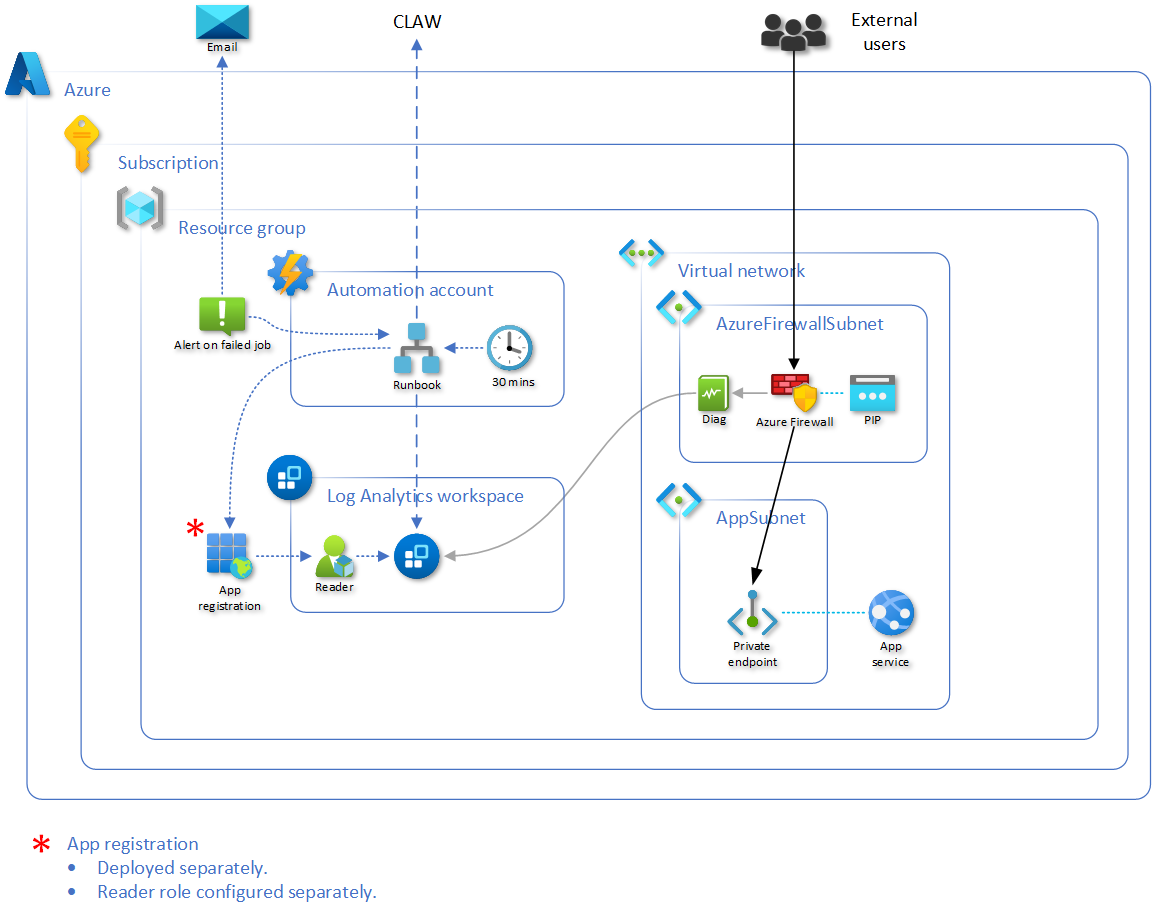 CLAW
External
users
Email
Azure
Subscription
Resource group
Automation account
Alert on failed job
Runbook
30 mins
Virtual network
AzureFirewallSubnet
Diag
Azure Firewall
PIP
Log Analytics workspace
App
registration
Reader
AppSubnet
Private
endpoint
App
service
* App registration
• Deployed separately.
• Reader role configured separately.